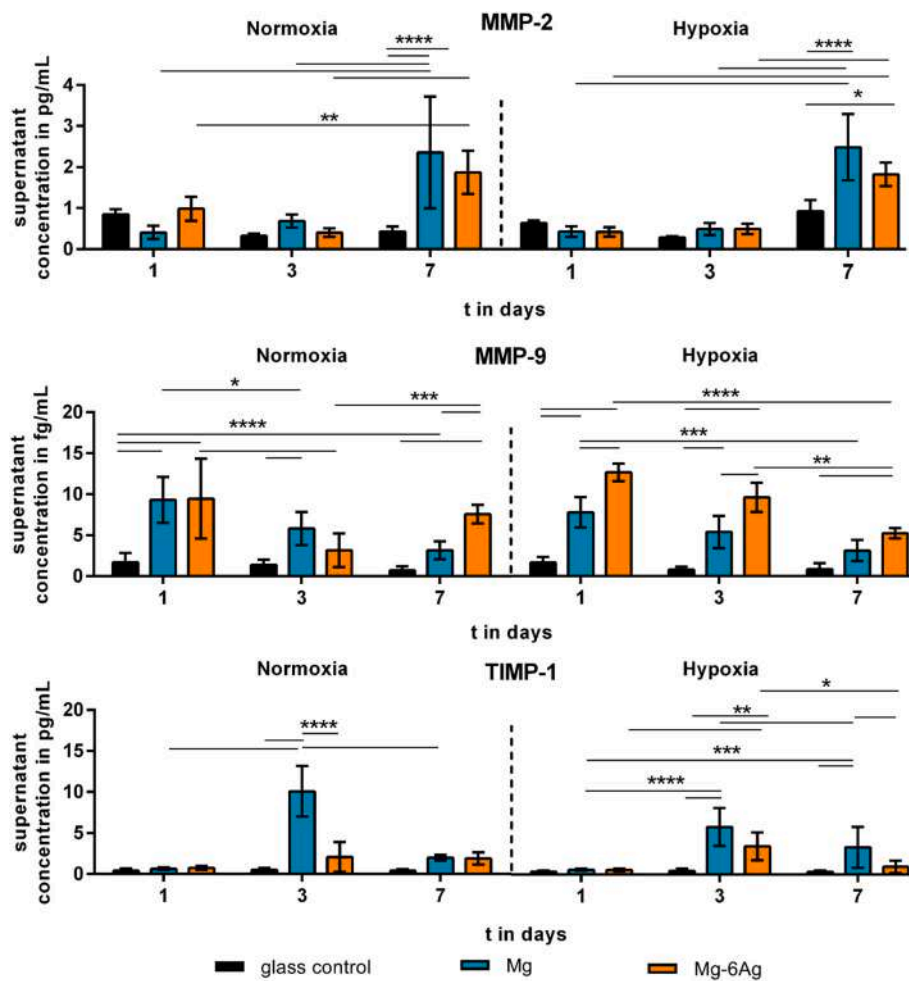 Normoxia MMP-2 Hypoxia
supernatant
concentration in pg/mL
4
3
2
1
0
****
**
****
*
1 3 7 1 3 7
t in days
Normoxia MMP-9 Hypoxia
supernatant
concentration in fg/mL
20
15
10
5
0
*
***
****
****
***
**
1 3 7 1 3 7
t in days
Normoxia TIMP-1 Hypoxia
supernatant
concentration in pg/mL
20
15
10
5
0
****
*
**
***
****
1 3 7 1 3 7
t in days
glass control Mg Mg-6Ag